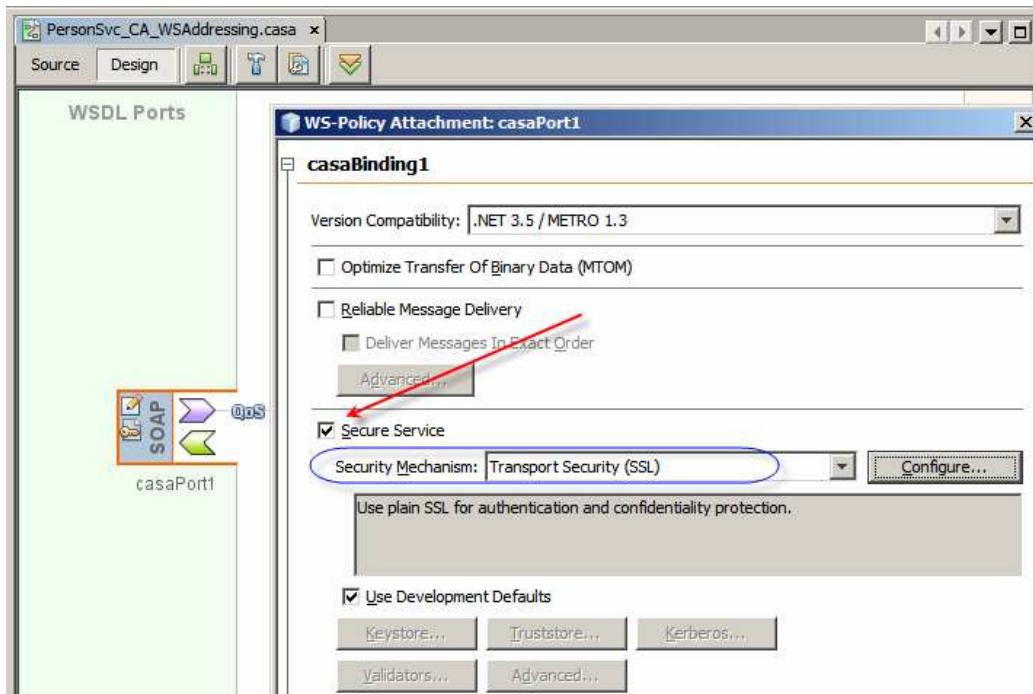 PersonSvc_CA_WSAddressing.casa x
Source Design
WSDL Ports
WS-Policy Attachment: casaPort1
casaBinding1
Version Compatibility: .NET 3.5 / METRO 1.3
Optimize Transfer Of Binary Data (MTOM)
Reliable Message Delivery
Deliver Messages In Exact Order
Advanced...
QoS
SOAP
casaPort1
Secure Service
Security Mechanism: Transport Security (SSL)
Configure...
Use plain SSL for authentication and confidentiality protection.
Use Development Defaults
Keystore... Truststore... Kerberos...
Validators... Advanced...